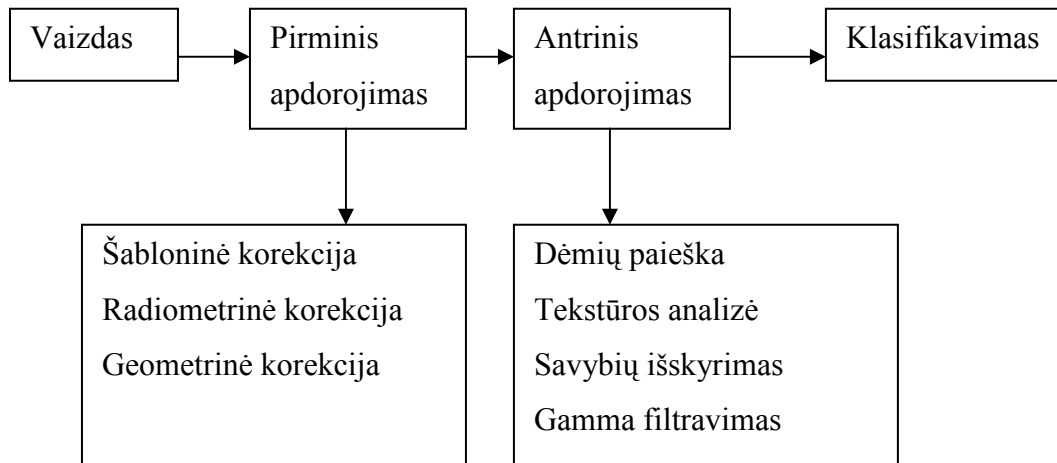 Vaizdas
Pirminis
apdorojimas
Antrinis
apdorojimas
Klasifikavimas
Šabloninė korekcija
Radiometrinė korekcija
Geometrinė korekcija
Dėmių paieška
Tekstūros analizė
Savybių išskyrimas
Gamma filtravimas